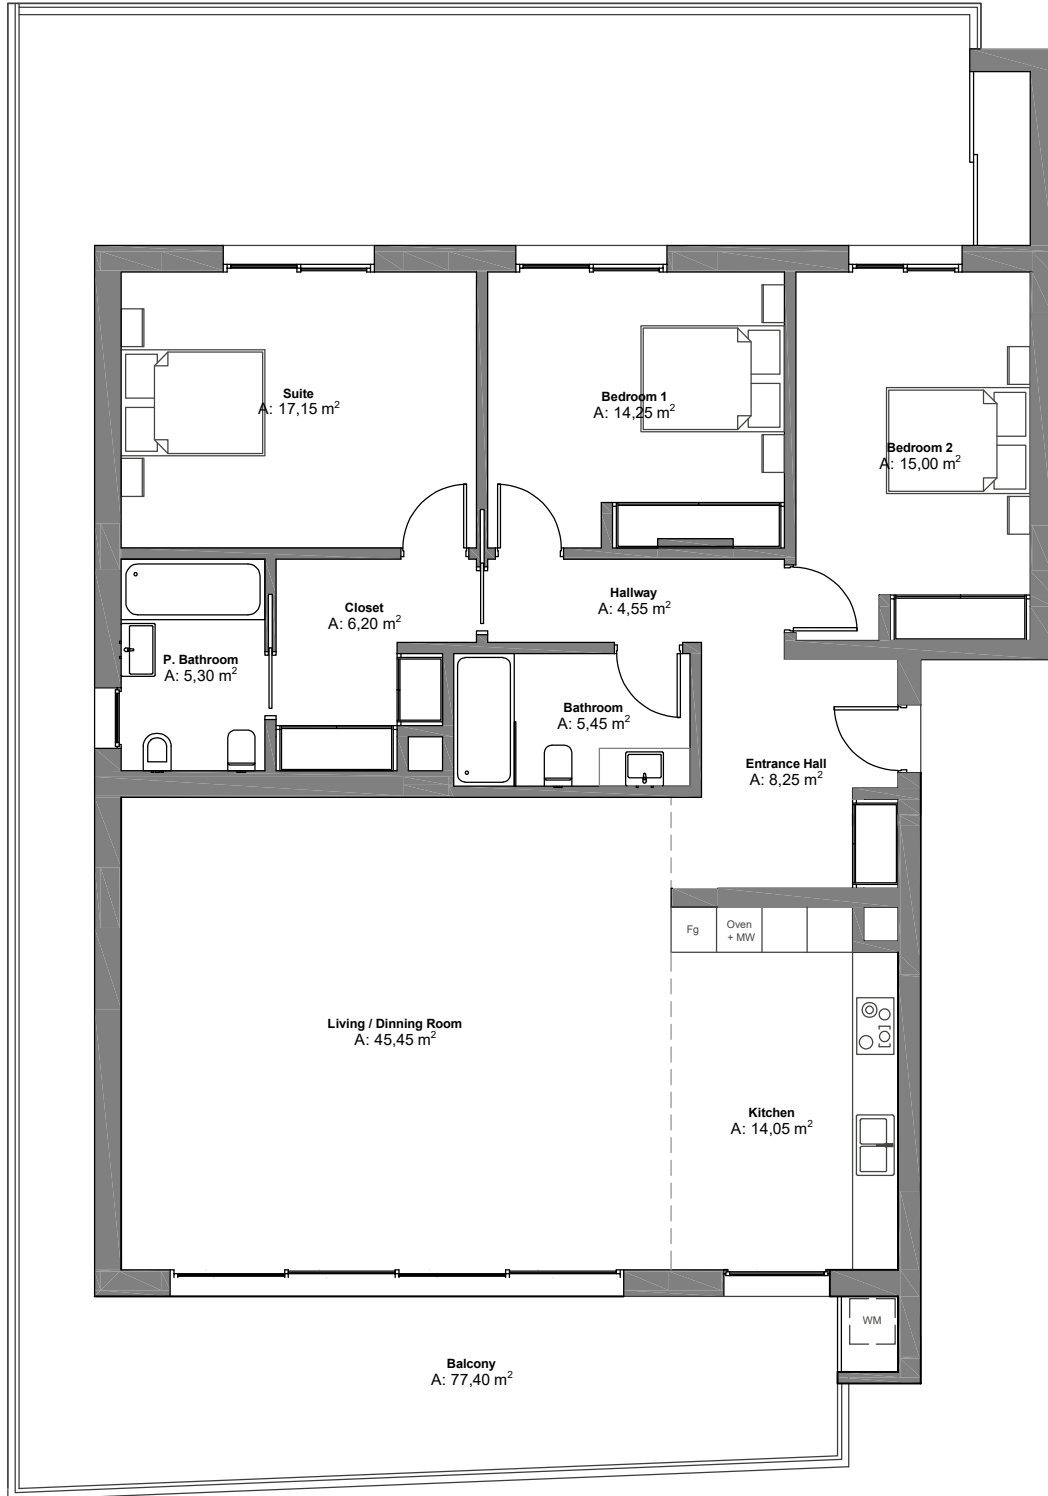 Suite
A: 17,15 m²
Bedroom 1
A: 14,25 m²
Bedroom 2
A: 15,00 m²
Hallway
A: 4,55 m²
Closet
A: 6,20 m²
P. Bathroom
A: 5,30 m²
Bathroom
A: 5,45 m²
Entrance Hall
A: 8,25 m²
Fg
Oven
+ MW
Living / Dinning Room
A: 45,45 m²
Kitchen
A: 14,05 m²
WM
Balcony
A: 77,40 m²